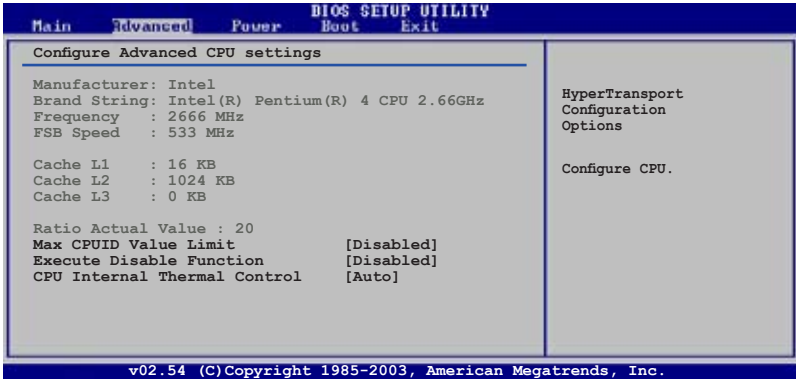 BIOS SETUP UTILITY
Main Advanced Power Boot Exit
Configure Advanced CPU settings
Manufacturer: Intel
Brand String: Intel(R) Pentium(R) 4 CPU 2.66GHz
Frequency : 2666 MHz
FSB Speed : 533 MHz
Cache L1 : 16 KB
Cache L2 : 1024 KB
Cache L3 : 0 KB
Ratio Actual Value : 20
Max CPUID Value Limit [Disabled]
Execute Disable Function [Disabled]
CPU Internal Thermal Control [Auto]
HyperTransport
Configuration
Options
Configure CPU.
v02.54 (C)Copyright 1985-2003, American Megatrends, Inc.